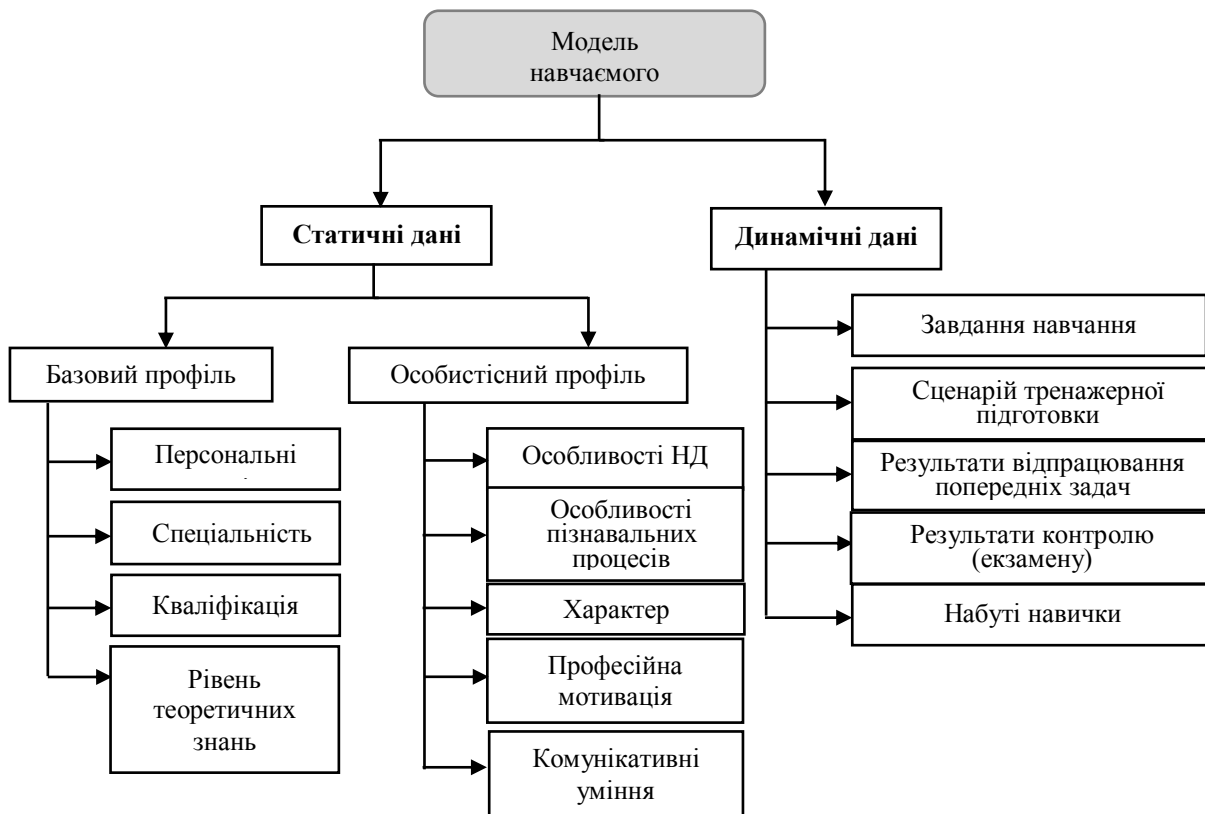 Модель
навчаємого
Статичні дані
Динамічні дані
Базовий профіль
Особистісний профіль
Персональні
Спеціальність
Кваліфікація
Рівень
теоретичних
знань
Особливості НД
Особливості
пізнавальних
процесів
Характер
Професійна
мотивація
Комунікативні
уміння
Завдання навчання
Сценарій тренажерної
підготовки
Результати відпрацювання
попередніх задач
Результати контролю
(екзамену)
Набуті навички